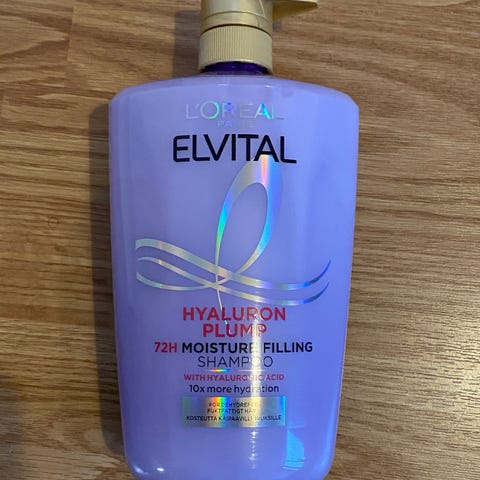 L'ORÉAL
PARIS
ELVITAL
HYALURON
PLUMP
72H MOISTURE FILLING
SHAMPOO
WITH HYALURONIC ACID
10x more hydration
FUKTFATTIGT HÅR
KOSTEUTTA KAIPAAVILLE HIUKSILLE